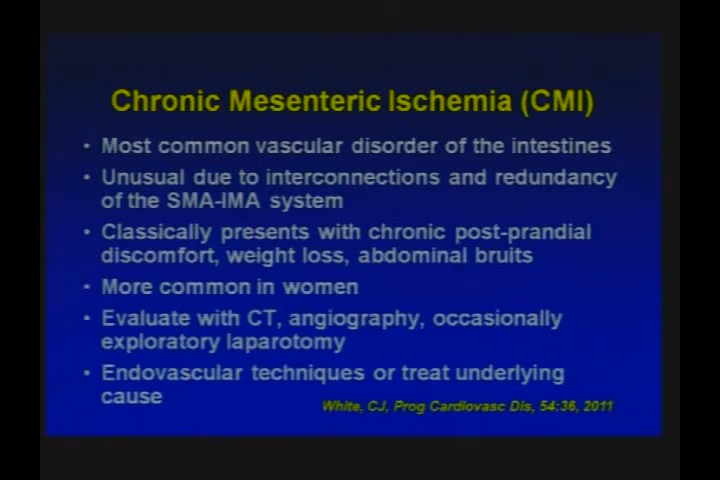 Chronic Mesenteric Ischemia (CMI)
• Most common vascular disorder of the intestines
• Unusual due to interconnections and redundancy
of the SMA-IMA system
• Classically presents with chronic post-prandial
discomfort, weight loss, abdominal bruits
• More common in women
• Evaluate with CT, angiography, occasionally
exploratory laparotomy
• Endovascular techniques or treat underlying
cause
White, CJ, Prog Cardiovasc Dis, 54:36, 2011